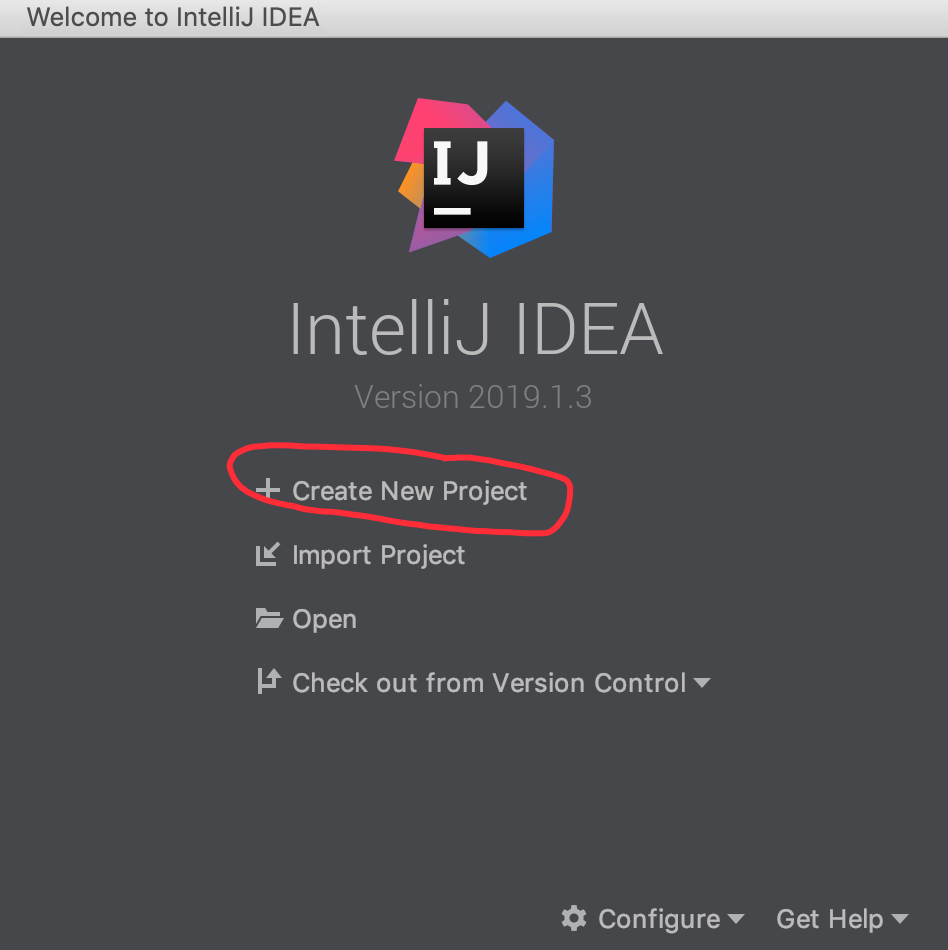 Welcome to IntelliJ IDEA
IJ
IntelliJ IDEA
Version 2019.1.3
Create New Project
Import Project
Open
Check out from Version Control
Configure Get Help